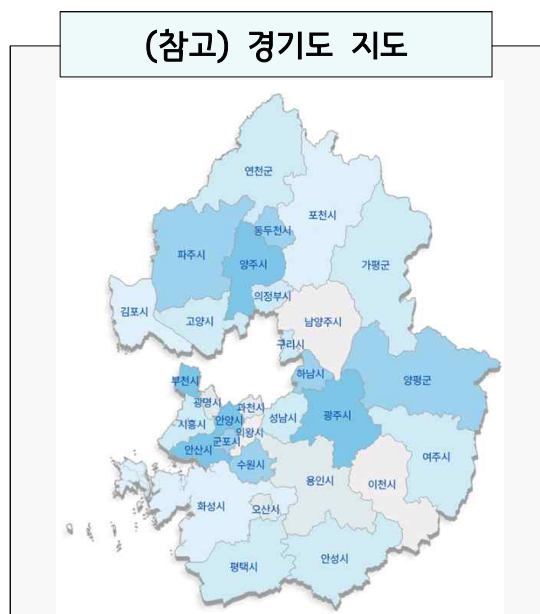 (참고) 경기도 지도
연천군
포천시
동두천시
파주시
양주시
가평군
의정부시
김포시
고양시
남양주시
구리시
하남시
양평군
부천시
광명시
과천시
시흥시
안양시
성남시
광주시
의왕시
군포시
안산시
수원시
여주시
용인시
이천시
화성시
오산시
평택시
안성시